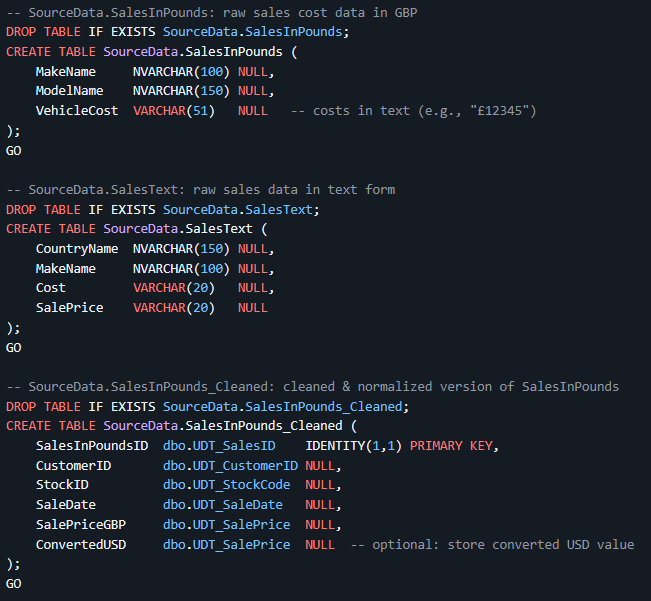 -- SourceData.SalesInPounds: raw sales cost data in GBP
DROP TABLE IF EXISTS SourceData.SalesInPounds;
CREATE TABLE SourceData.SalesInPounds (
    MakeName     NVARCHAR(100) NULL,
    ModelName    NVARCHAR(150) NULL,
    VehicleCost  VARCHAR(51)   NULL   -- costs in text (e.g., "£12345")
);
GO

-- SourceData.SalesText: raw sales data in text form
DROP TABLE IF EXISTS SourceData.SalesText;
CREATE TABLE SourceData.SalesText (
    CountryName  NVARCHAR(150) NULL,
    MakeName     NVARCHAR(100) NULL,
    Cost         VARCHAR(20)   NULL,
    SalePrice    VARCHAR(20)   NULL
);
GO

-- SourceData.SalesInPounds_Cleaned: cleaned & normalized version of SalesInPounds
DROP TABLE IF EXISTS SourceData.SalesInPounds_Cleaned;
CREATE TABLE SourceData.SalesInPounds_Cleaned (
    SalesInPoundsID  dbo.UDT_SalesID    IDENTITY(1,1) PRIMARY KEY,
    CustomerID       dbo.UDT_CustomerID NULL,
    StockID          dbo.UDT_StockCode  NULL,
    SaleDate         dbo.UDT_SaleDate   NULL,
    SalePriceGBP     dbo.UDT_SalePrice  NULL,
    ConvertedUSD     dbo.UDT_SalePrice  NULL  -- optional: store converted USD value
);
GO